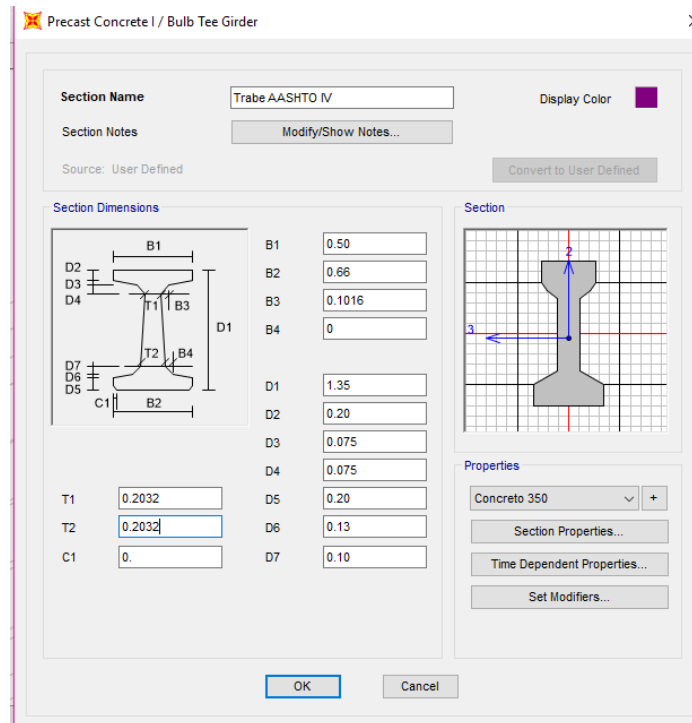 Precast Concrete I / Bulb Tee Girder
Section Name
Trabe AASHTO IV
Display Color
Section Notes
Modify/Show Notes...
Source: User Defined
Convert to User Defined
Section Dimensions
B1
D2
D3
D4
T1
B3
D1
T2
B4
D7
D6
D5
C1
B2
B1 0.50
B2 0.66
B3 0.1016
B4 0
D1 1.35
D2 0.20
D3 0.075
D4 0.075
D5 0.20
D6 0.13
D7 0.10
T1 0.2032
T2 0.2032
C1 0.
Section
2
3
Properties
Concreto 350
+
Section Properties...
Time Dependent Properties...
Set Modifiers...
OK
Cancel